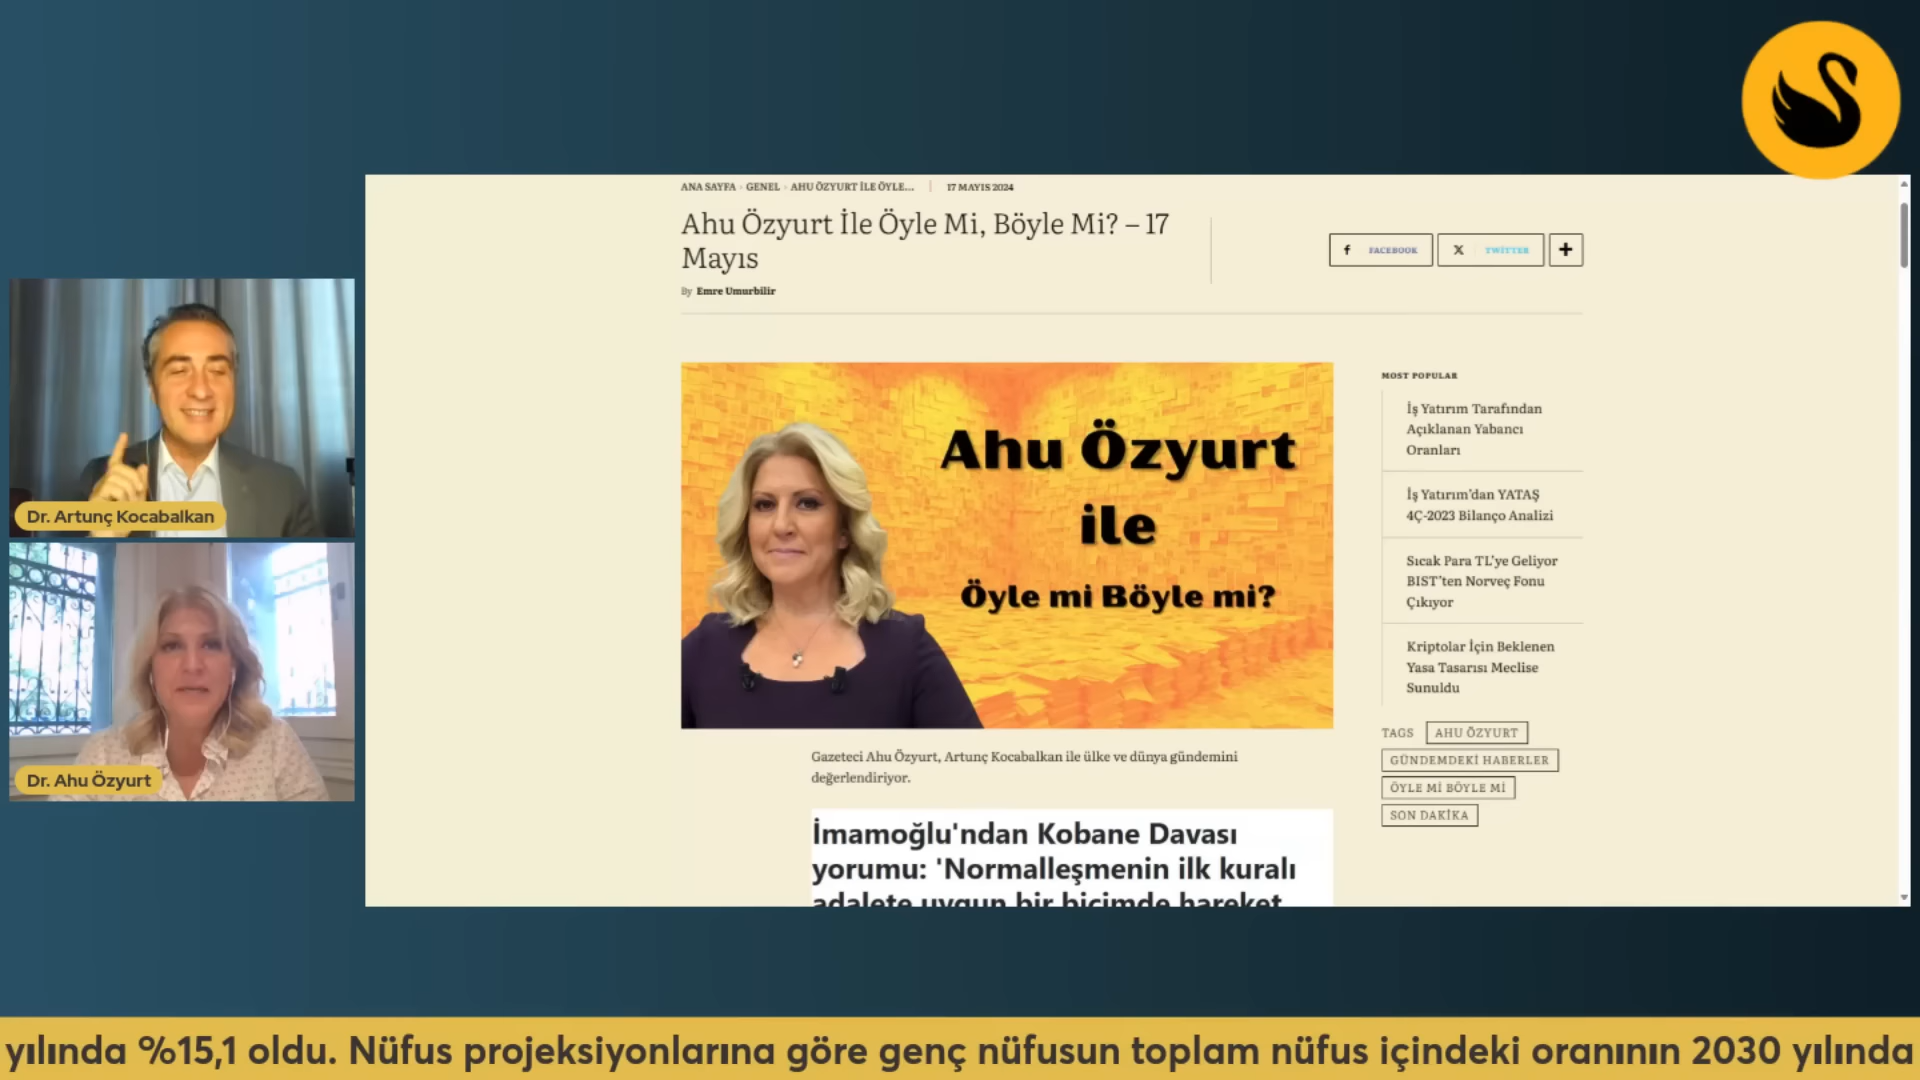 ANA SAYFA › GENEL › AHU ÖZYURT İLE ÖYLE... | 17 MAYIS 2024
Ahu Özyurt İle Öyle Mi, Böyle Mi? – 17
Mayıs
By Emre Umurbilir
FACEBOOK
TWITTER
Ahu Özyurt
ile
Öyle mi Böyle mi?
Gazeteci Ahu Özyurt, Artunç Kocabalkan ile ülke ve dünya gündemini
değerlendiriyor.
İmamoğlu'ndan Kobane Davası
yorumu: 'Normalleşmenin ilk kuralı
adalete uygun bir biçimde hareket
MOST POPULAR
İş Yatırım Tarafından
Açıklanan Yabancı
Oranları
İş Yatırım'dan YATAŞ
4Ç-2023 Bilanço Analizi
Sıcak Para TL'ye Geliyor
BIST'ten Norveç Fonu
Çıkıyor
Kriptolar İçin Beklenen
Yasa Tasarısı Meclise
Sunuldu
TAGS AHU ÖZYURT
GÜNDEMDEKİ HABERLER
ÖYLE Mİ BÖYLE Mİ
SON DAKİKA
Dr. Artunç Kocabalkan
Dr. Ahu Özyurt
yılında %15,1 oldu. Nüfus projeksiyonlarına göre genç nüfusun toplam nüfus içindeki oranının 2030 yılında